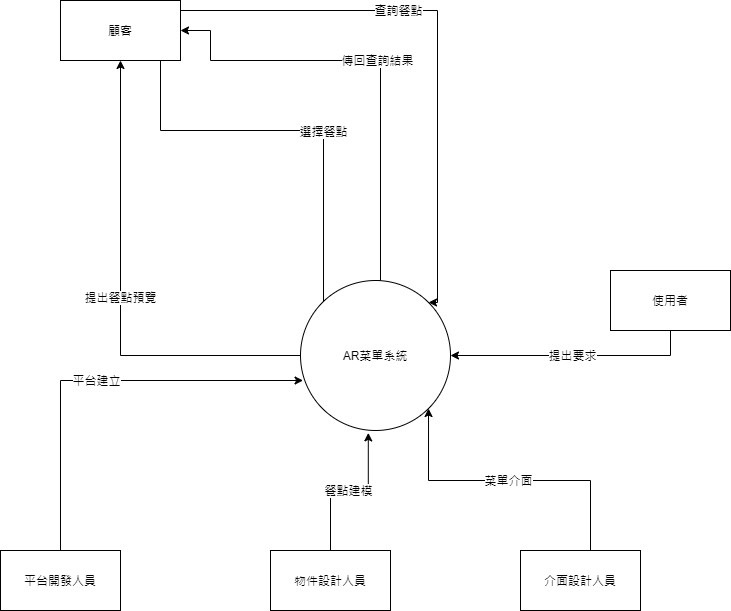 查詢餐點
顧客
傳回查詢結果
選擇餐點
提出餐點預覽
使用者
AR菜單系統
提出要求
平台建立
菜單介面
餐點建模
平台開發人員
物件設計人員
介面設計人員